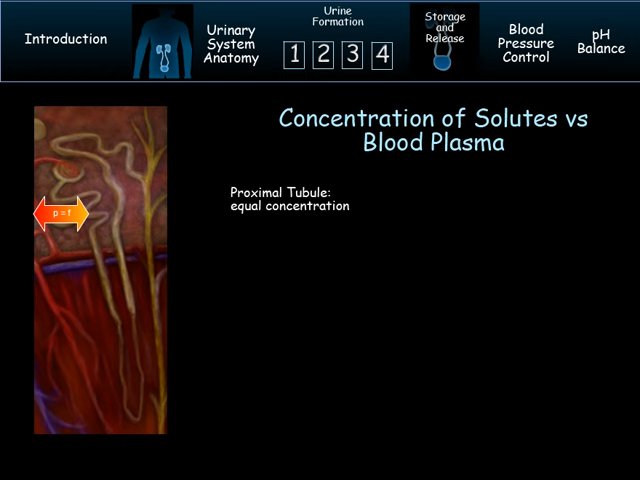 Introduction
Urinary
System
Anatomy
Urine
Formation
1 2 3 4
Storage
and
Release
Blood
Pressure
Control
pH
Balance
Concentration of Solutes vs
Blood Plasma
Proximal Tubule:
equal concentration
p = f